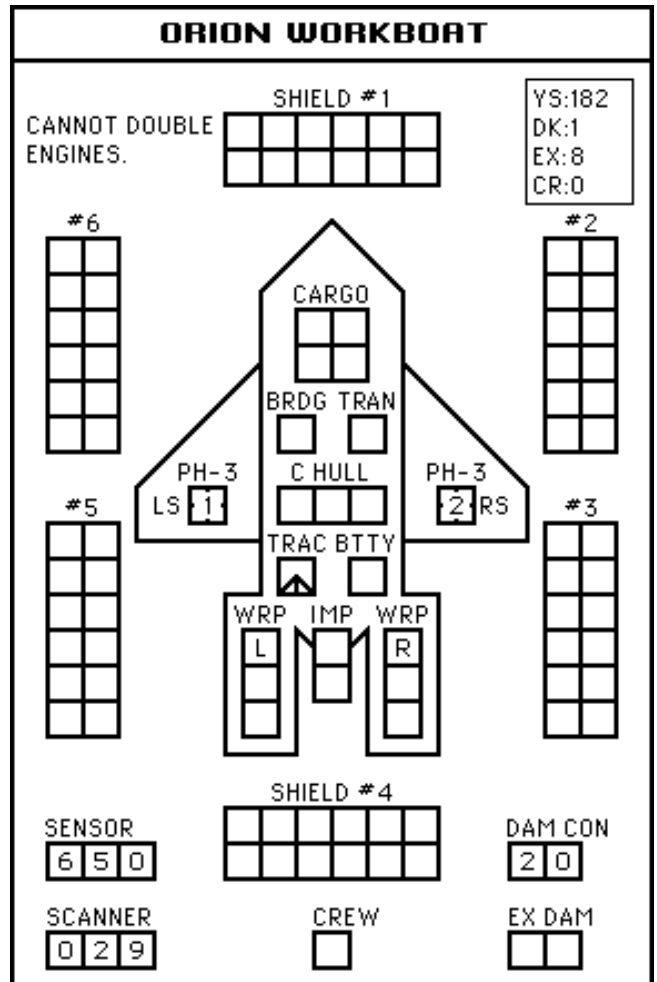 ORION WORKBOAT
CANNOT DOUBLE
ENGINES.
SHIELD #1
YS:182
DK:1
EX:8
CR:0
#6
#2
CARGO
BRDG TRAN
PH-3
LS 1
C HULL
PH-3
2 RS
#5
#3
TRAC BTTY
WRP IMP WRP
L
R
SHIELD #4
SENSOR
6 5 0
DAM CON
2 0
SCANNER
0 2 9
CREW
EX DAM